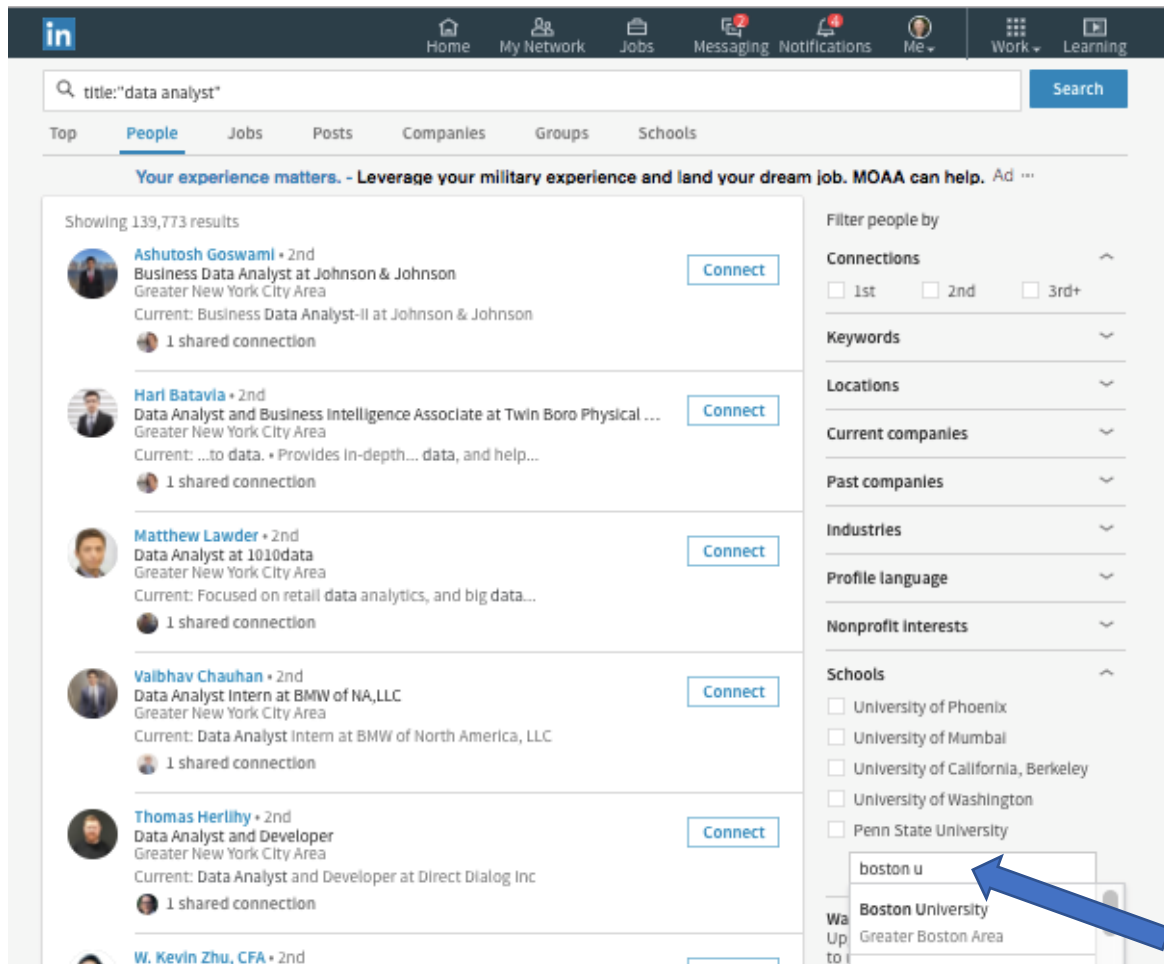 in
2
4
Home
My Network
Jobs
Messaging
Notifications
Me
Work
Learning
title:"data analyst"
Search
Top
People
Jobs
Posts
Companies
Groups
Schools
Your experience matters. - Leverage your military experience and land your dream job. MOAA can help. Ad ...
Showing 139,773 results
Ashutosh Goswami • 2nd
Business Data Analyst at Johnson & Johnson
Greater New York City Area
Current: Business Data Analyst-II at Johnson & Johnson
1 shared connection
Connect
Hari Batavia • 2nd
Data Analyst and Business Intelligence Associate at Twin Boro Physical ...
Greater New York City Area
Current: ...to data. • Provides in-depth... data, and help...
1 shared connection
Connect
Matthew Lawder • 2nd
Data Analyst at 1010data
Greater New York City Area
Current: Focused on retail data analytics, and big data...
1 shared connection
Connect
Vaibhav Chauhan • 2nd
Data Analyst Intern at BMW of NA,LLC
Greater New York City Area
Current: Data Analyst Intern at BMW of North America, LLC
1 shared connection
Connect
Thomas Herlihy • 2nd
Data Analyst and Developer
Greater New York City Area
Current: Data Analyst and Developer at Direct Dialog Inc
1 shared connection
Connect
W. Kevin Zhu, CFA • 2nd
Filter people by
Connections
1st
2nd
3rd+
Keywords
Locations
Current companies
Past companies
Industries
Profile language
Nonprofit interests
Schools
University of Phoenix
University of Mumbai
University of California, Berkeley
University of Washington
Penn State University
boston u
Boston University
Greater Boston Area
Wa
Up
to